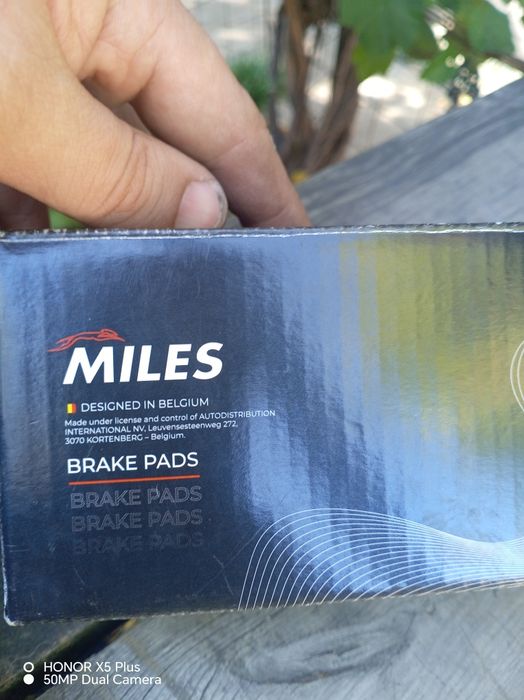 MILES
DESIGNED IN BELGIUM
Made under license and control of AUTODISTRIBUTION
INTERNATIONAL NV, Leuvensesteenweg 272,
3070 KORTENBERG – Belgium.
BRAKE PADS
BRAKE PADS
BRAKE PADS
BRAKE PADS
HONOR X5 Plus
50MP Dual Camera